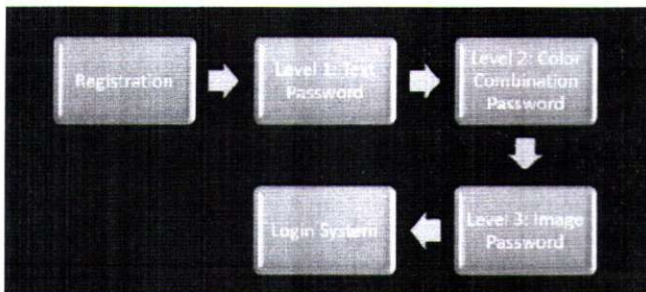 Registration
Level 1: Text
Password
Level 2: Color
Combination
Password
Level 3: Image
Password
Login System